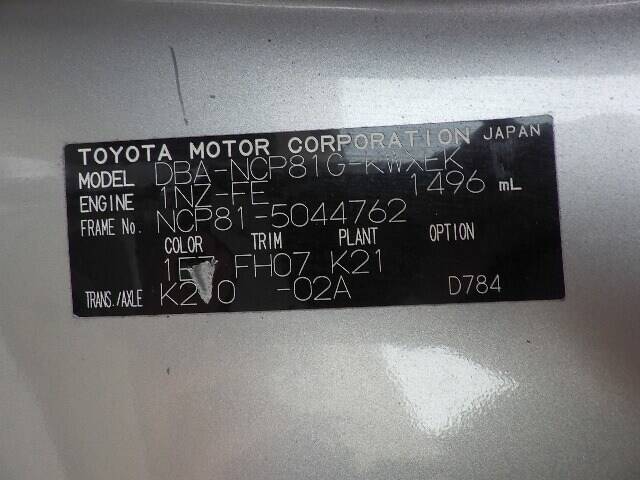 TOYOTA MOTOR CORPORATION JAPAN
MODEL DBA-NCP81G-KWXEK
ENGINE 1NZ-FE 1496 mL
FRAME No. NCP81-5044762
COLOR TRIM PLANT OPTION
FH07 K21
TRANS./AXLE -02A D784